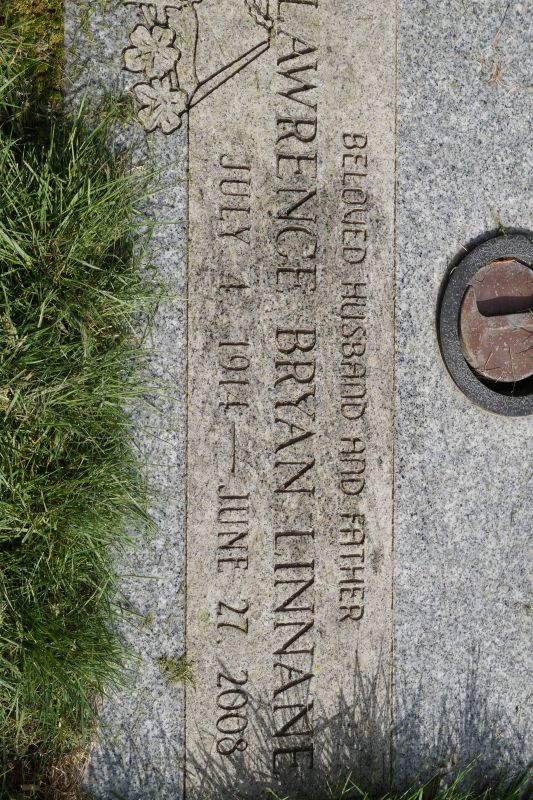 BELOVED HUSBAND AND FATHER
LAWRENCE BRYAN LINNANE
JULY 4, 1914 — JUNE 27, 2008